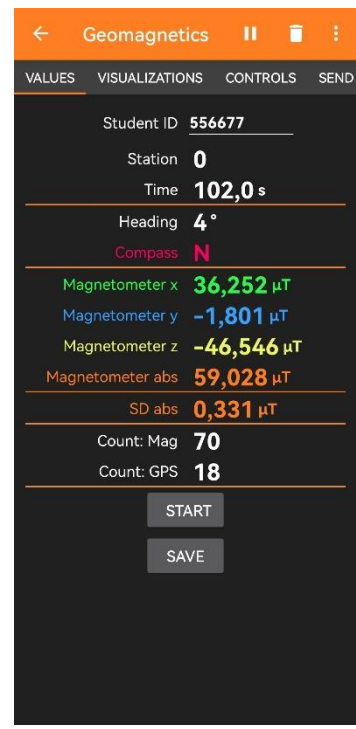 Geomagnetics
VALUES VISUALIZATIONS CONTROLS SEND
Student ID 556677
Station 0
Time 102,0 s
Heading 4°
Compass N
Magnetometer x 36,252 µT
Magnetometer y -1,801 µT
Magnetometer z -46,546 µT
Magnetometer abs 59,028 µT
SD abs 0,331 µT
Count: Mag 70
Count: GPS 18
START
SAVE